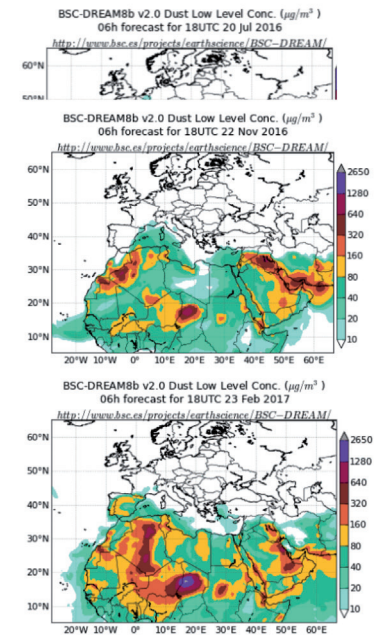 BSC-DREAM8b v2.0 Dust Low Level Conc. (μg/m³ )
06h forecast for 18UTC 20 Jul 2016
http://www.bsc.es/projects/earthscience/BSC-DREAM/
60°N
50°N
BSC-DREAM8b v2.0 Dust Low Level Conc. (μg/m³ )
06h forecast for 18UTC 22 Nov 2016
http://www.bsc.es/projects/earthscience/BSC-DREAM/
60°N
50°N
40°N
30°N
20°N
10°N
20°W 10°W 0° 10°E 20°E 30°E 40°E 50°E 60°E
2650
1280
640
320
160
80
40
20
10
BSC-DREAM8b v2.0 Dust Low Level Conc. (μg/m³ )
06h forecast for 18UTC 23 Feb 2017
http://www.bsc.es/projects/earthscience/BSC-DREAM/
60°N
50°N
40°N
30°N
20°N
10°N
20°W 10°W 0° 10°E 20°E 30°E 40°E 50°E 60°E
2650
1280
640
320
160
80
40
20
10